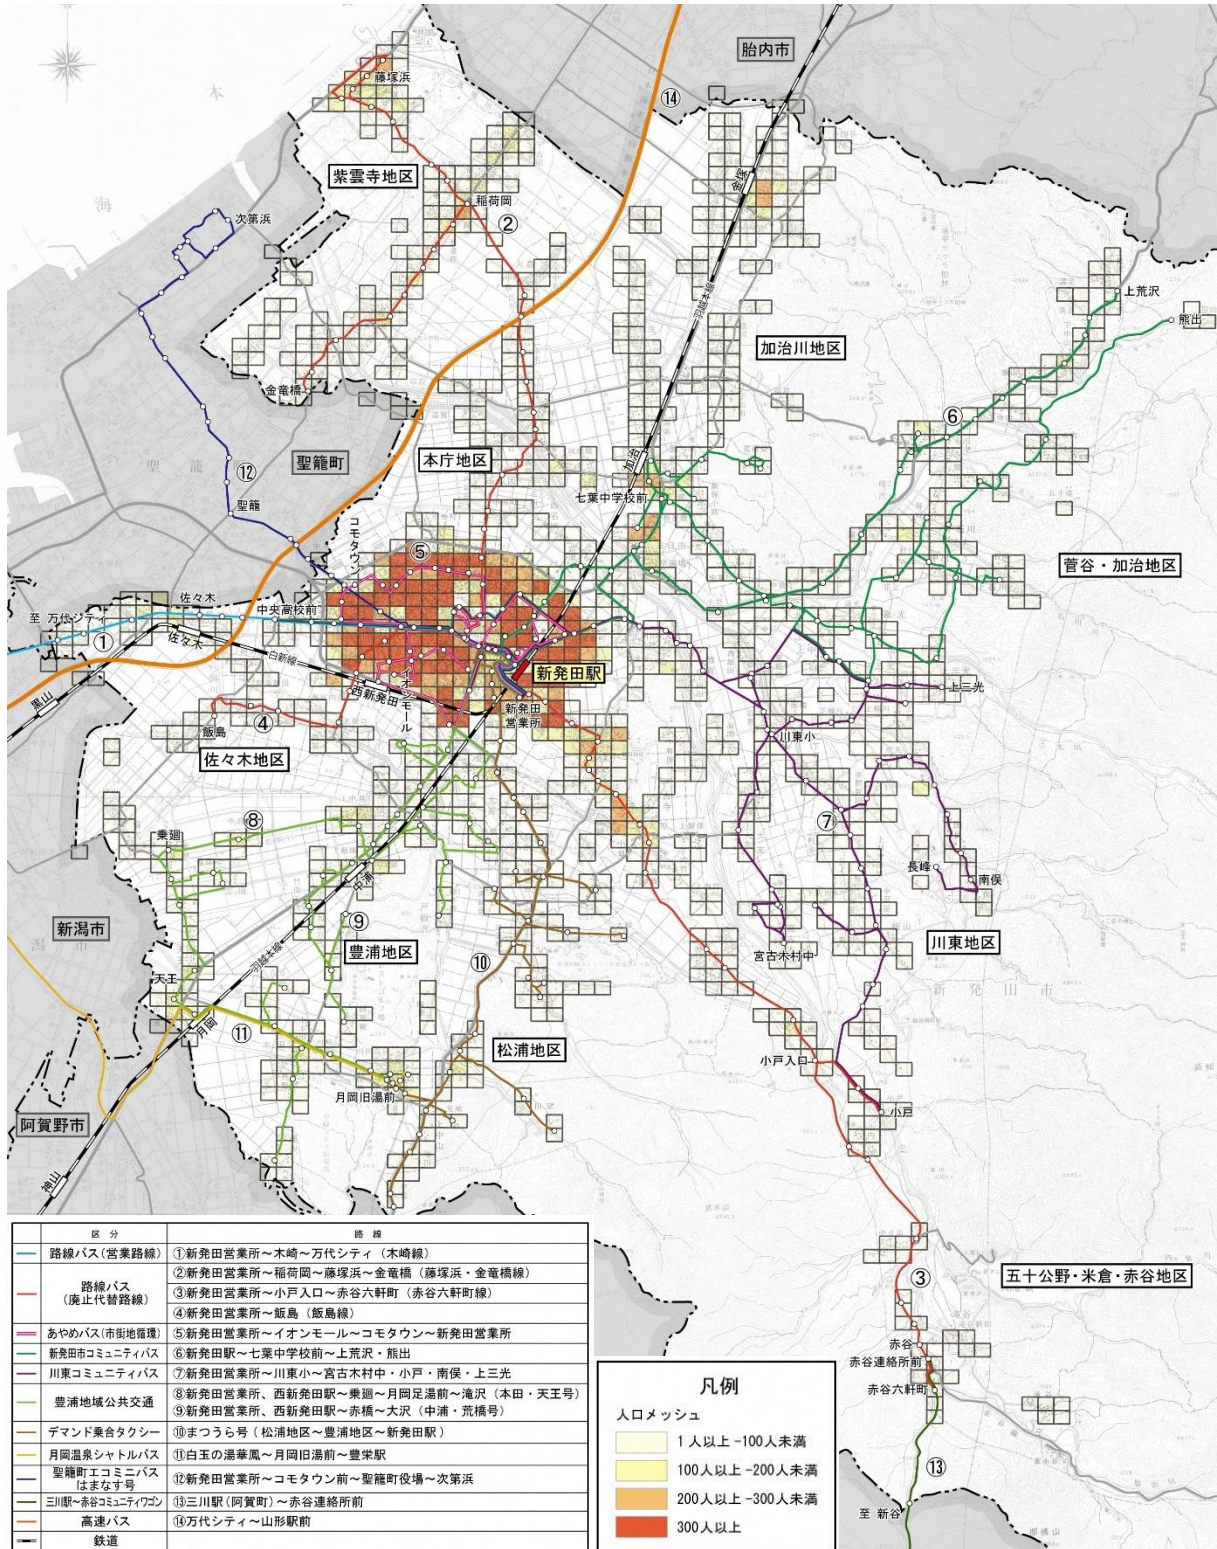 胎内市
藤塚浜
⑭
本
紫雲寺地区
金塚
稲荷岡
海
次第浜
②
上荒沢
熊出
羽越本線
加治川地区
金竜橋
⑥
聖籠町
本庁地区
加治
聖籠
⑫
聖籠
七葉中学校前
コモタウン
⑤
菅谷・加治地区
佐々木
中央高校前
至 万代シティ
①
佐々木
白新線
新発田駅
西新発田
イオンモール
上三光
黒山
新発田
営業所
④
飯島
川東小
佐々木地区
⑧
⑦
乗廻
中浦
長峰
南俣
⑨
新潟市
豊浦地区
川東地区
宮古木村中
羽越本線
⑩
天王
新発田市
月岡
⑪
松浦地区
小戸入口
月岡旧湯前
小戸
阿賀野市
神山
五十公野・米倉・赤谷地区
③
赤谷
赤谷連絡所前
赤谷六軒町
⑬
至 新谷
区分 路線
路線バス(営業路線) ①新発田営業所～木崎～万代シティ (木崎線)
路線バス
(廃止代替路線)
②新発田営業所～稲荷岡～藤塚浜～金竜橋 (藤塚浜・金竜橋線)
③新発田営業所～小戸入口～赤谷六軒町 (赤谷六軒町線)
④新発田営業所～飯島 (飯島線)
あやめバス(市街地循環) ⑤新発田営業所～イオンモール～コモタウン～新発田営業所
新発田市コミュニティバス ⑥新発田駅～七葉中学校前～上荒沢・熊出
川東コミュニティバス ⑦新発田営業所～川東小～宮古木村中・小戸・南俣・上三光
豊浦地域公共交通
⑧新発田営業所、西新発田駅～乗廻～月岡足湯前～滝沢 (本田・天王号)
⑨新発田営業所、西新発田駅～赤橋～大沢 (中浦・荒橋号)
デマンド乗合タクシー ⑩まつうら号 (松浦地区～豊浦地区～新発田駅)
月岡温泉シャトルバス ⑪白玉の湯華鳳～月岡旧湯前～豊栄駅
聖籠町エコミニバス
はまなす号
⑫新発田営業所～コモタウン前～聖籠町役場～次第浜
三川駅～赤谷コミュニティワゴン ⑬三川駅(阿賀町)～赤谷連絡所前
高速バス ⑭万代シティ～山形駅前
鉄道
凡例
人口メッシュ
1人以上-100人未満
100人以上-200人未満
200人以上-300人未満
300人以上